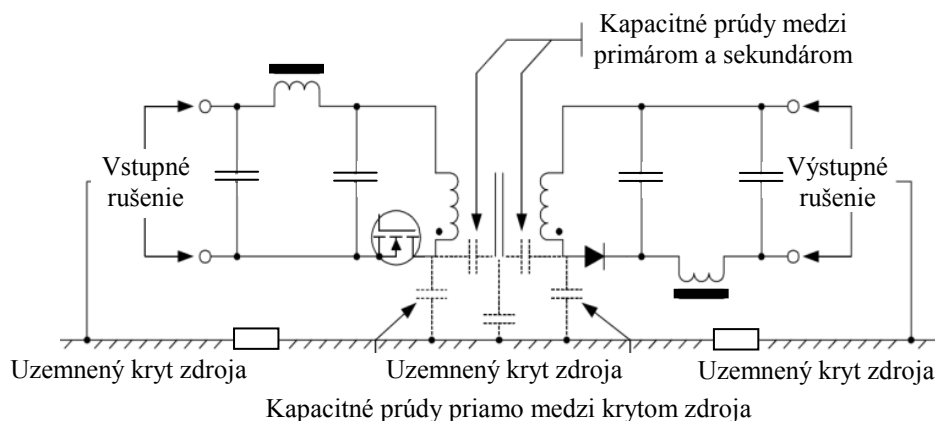 Kapacitné prúdy medzi
primárom a sekundárom
Vstupné
rušenie
Výstupné
rušenie
Uzemnený kryt zdroja
Uzemnený kryt zdroja
Uzemnený kryt zdroja
Kapacitné prúdy priamo medzi krytom zdroja